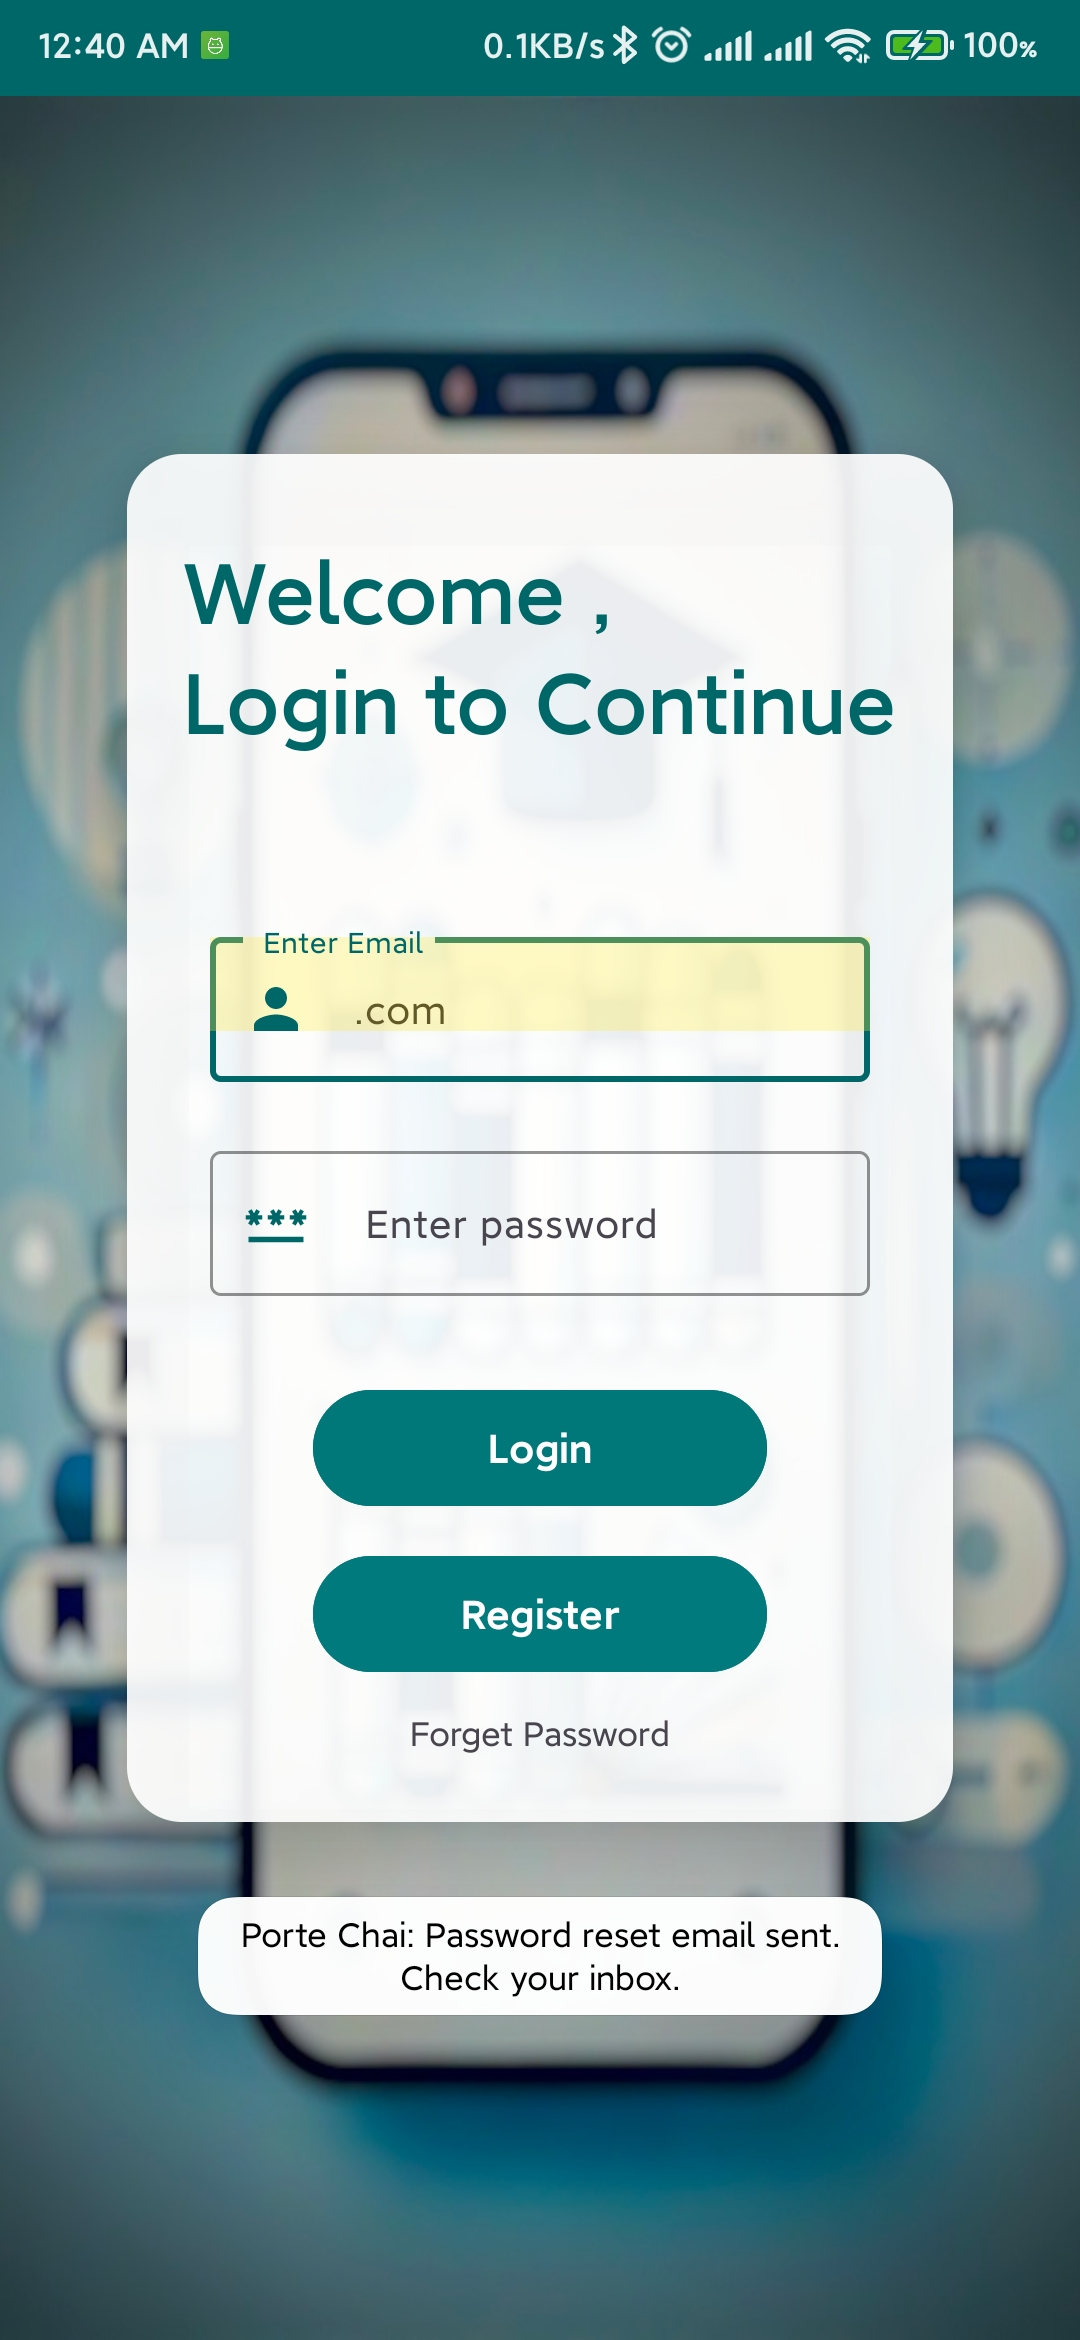 12:40 AM 0.1KB/s 100%
Welcome ,
Login to Continue
Enter Email
.com
*** Enter password
Login
Register
Forget Password
Porte Chai: Password reset email sent.
Check your inbox.